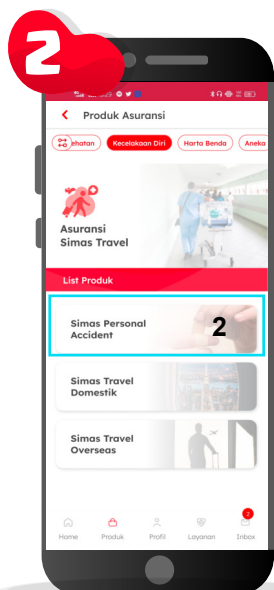 2
Produk Asuransi
ehatan
Kecelakaan Diri
Harta Benda
Aneka
Asuransi
Simas Travel
List Produk
Simas Personal
Accident
2
Simas Travel
Domestik
Simas Travel
Overseas
2
Home
Produk
Profil
Layanan
Inbox